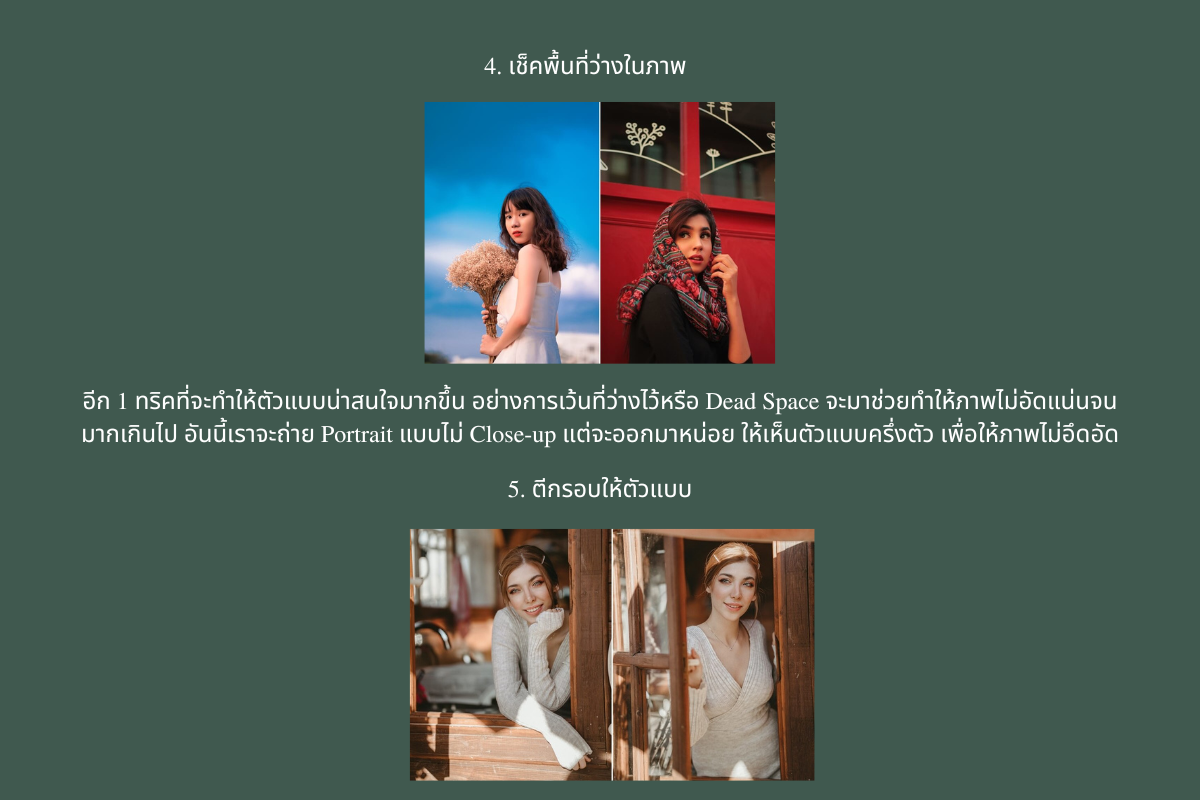 4. เช็คพื้นที่ว่างในภาพ
อีก 1 ทริคที่จะทำให้ตัวแบบน่าสนใจมากขึ้น อย่างการเว้นที่ว่างไว้หรือ Dead Space จะมาช่วยทำให้ภาพไม่อัดแน่นจน
มากเกินไป อันนี้เราจะถ่าย Portrait แบบไม่ Close-up แต่จะออกมาหน่อย ให้เห็นตัวแบบครึ่งตัว เพื่อให้ภาพไม่อึดอัด
5. ตีกรอบให้ตัวแบบ